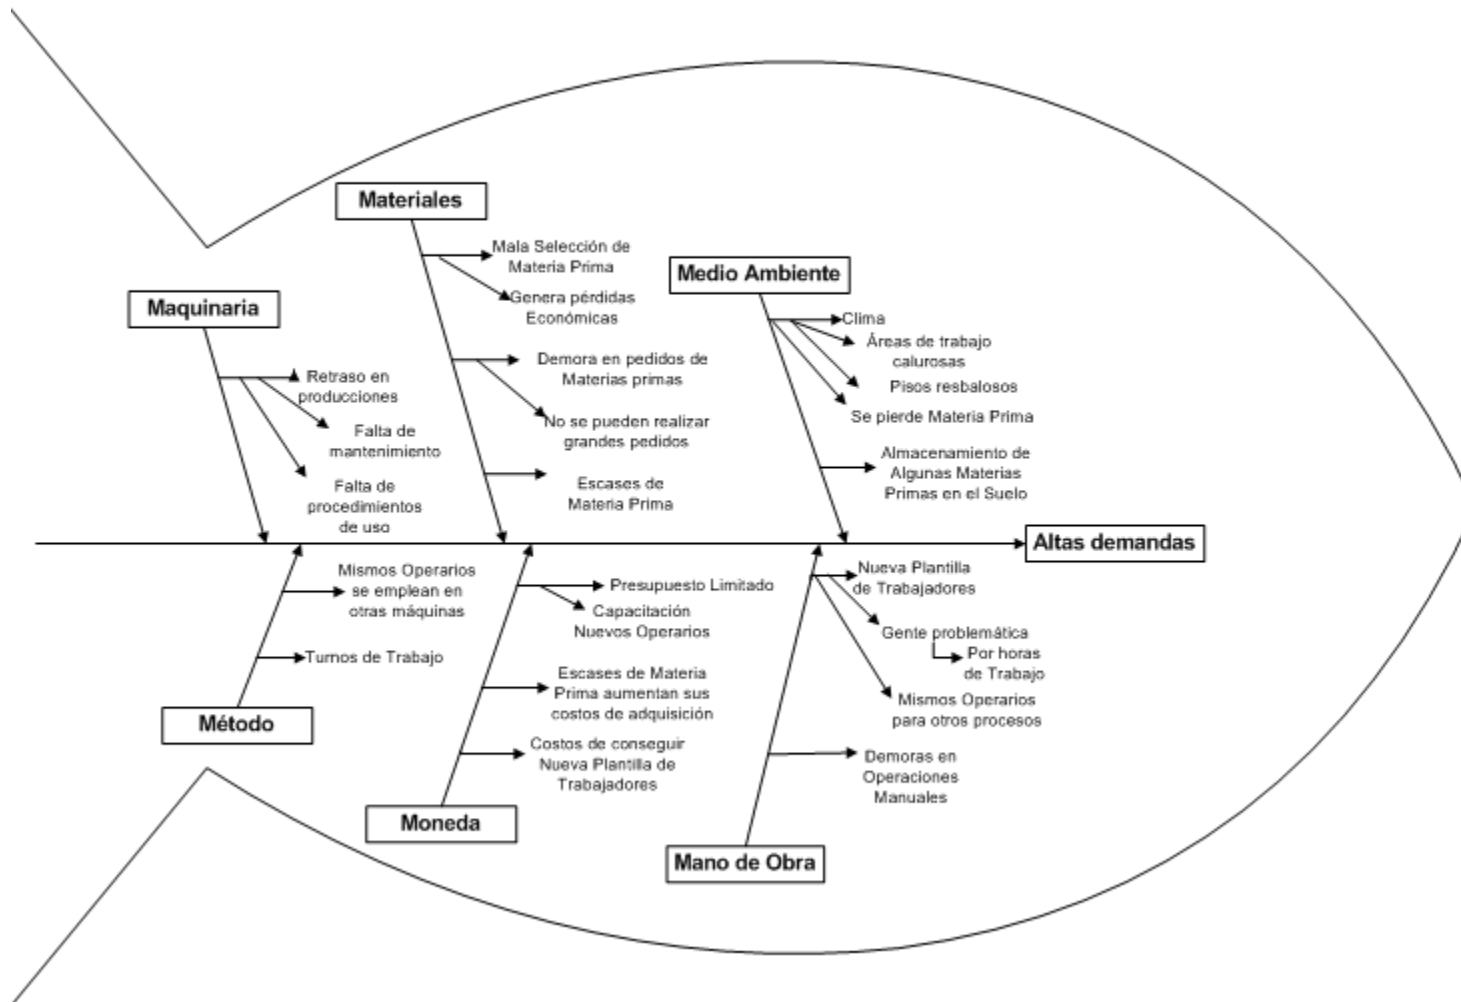 Materiales
Mala Selección de
Materia Prima
Genera pérdidas
Económicas
Demora en pedidos de
Materias primas
No se pueden realizar
grandes pedidos
Escases de
Materia Prima
Medio Ambiente
Clima
Áreas de trabajo
calurosas
Pisos resbalosos
Se pierde Materia Prima
Almacenamiento de
Algunas Materias
Primas en el Suelo
Maquinaria
Retraso en
producciones
Falta de
mantenimiento
Falta de
procedimientos
de uso
Altas demandas
Mismos Operarios
se emplean en
otras máquinas
Turnos de Trabajo
Método
Presupuesto Limitado
Capacitación
Nuevos Operarios
Escases de Materia
Prima aumentan sus
costos de adquisición
Costos de conseguir
Nueva Plantilla de
Trabajadores
Moneda
Nueva Plantilla
de Trabajadores
Gente problemática
Por horas
de Trabajo
Mismos Operarios
para otros procesos
Demoras en
Operaciones
Manuales
Mano de Obra